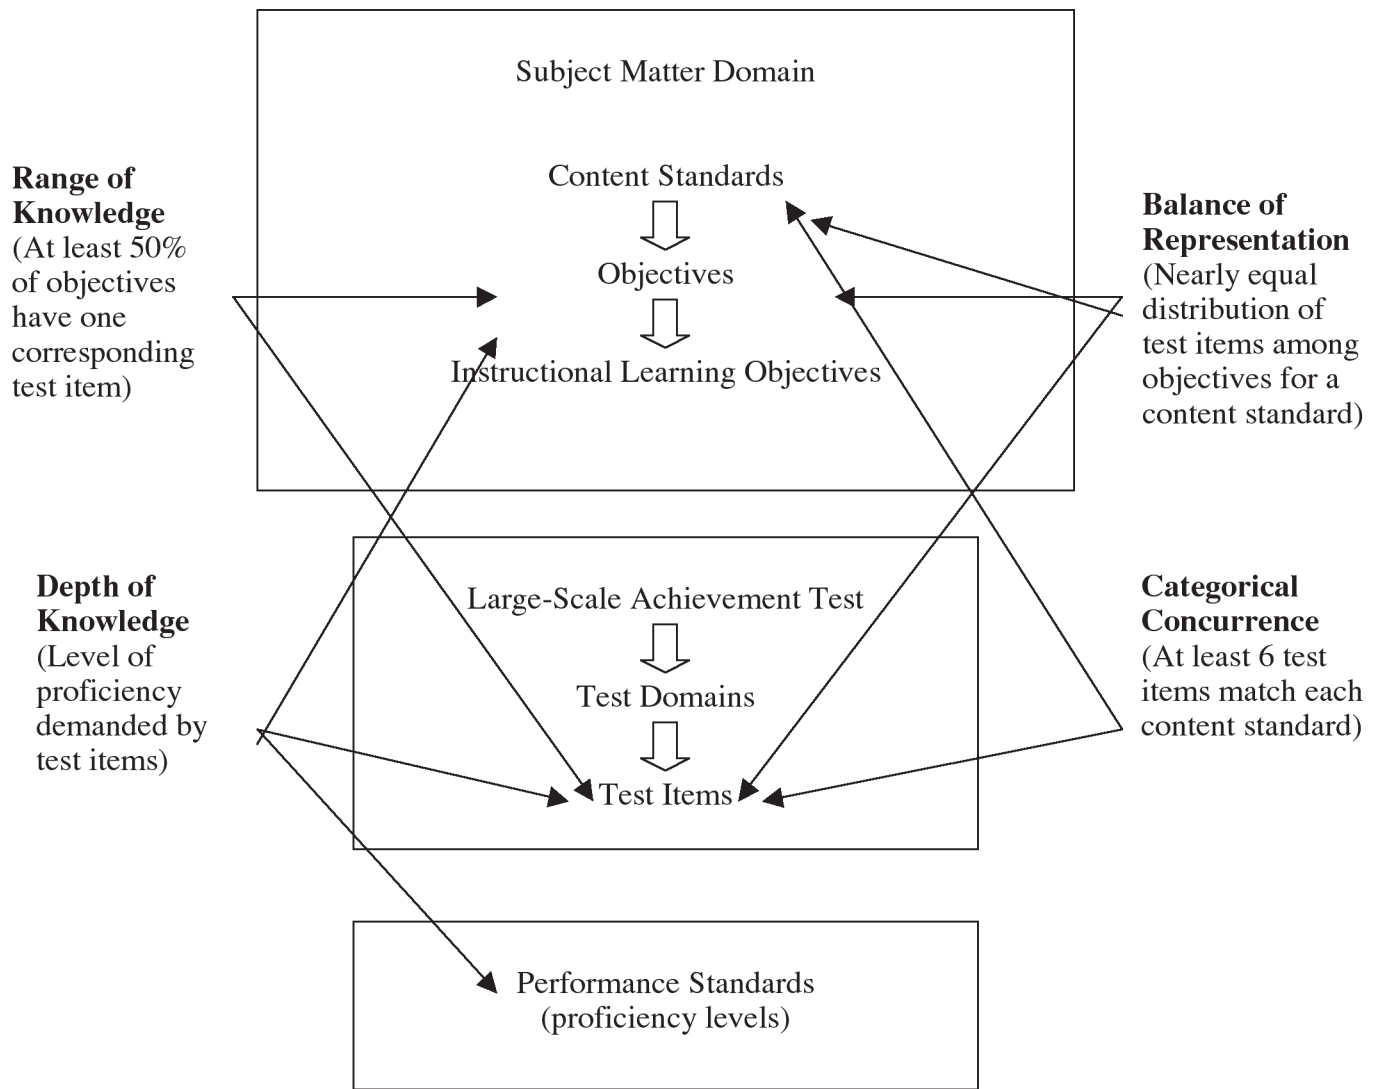 Subject Matter Domain
Content Standards
Objectives
Instructional Learning Objectives
Range of
Knowledge
(At least 50%
of objectives
have one
corresponding
test item)
Balance of
Representation
(Nearly equal
distribution of
test items among
objectives for a
content standard)
Depth of
Knowledge
(Level of
proficiency
demanded by
test items)
Large-Scale Achievement Test
Test Domains
Test Items
Categorical
Concurrence
(At least 6 test
items match each
content standard)
Performance Standards
(proficiency levels)